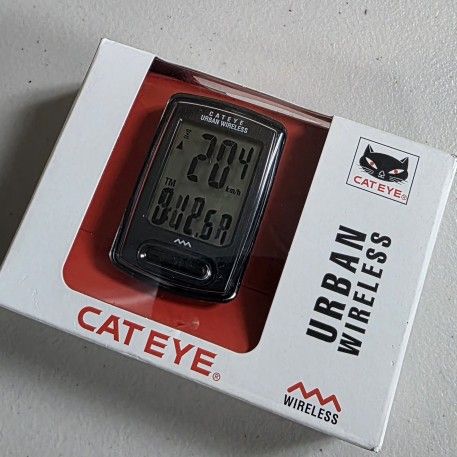 CATEYE
URBAN WIRELESS
20.4
km/h
TM
CATEYE®
URBAN
WIRELESS
CATEYE®
WIRELESS